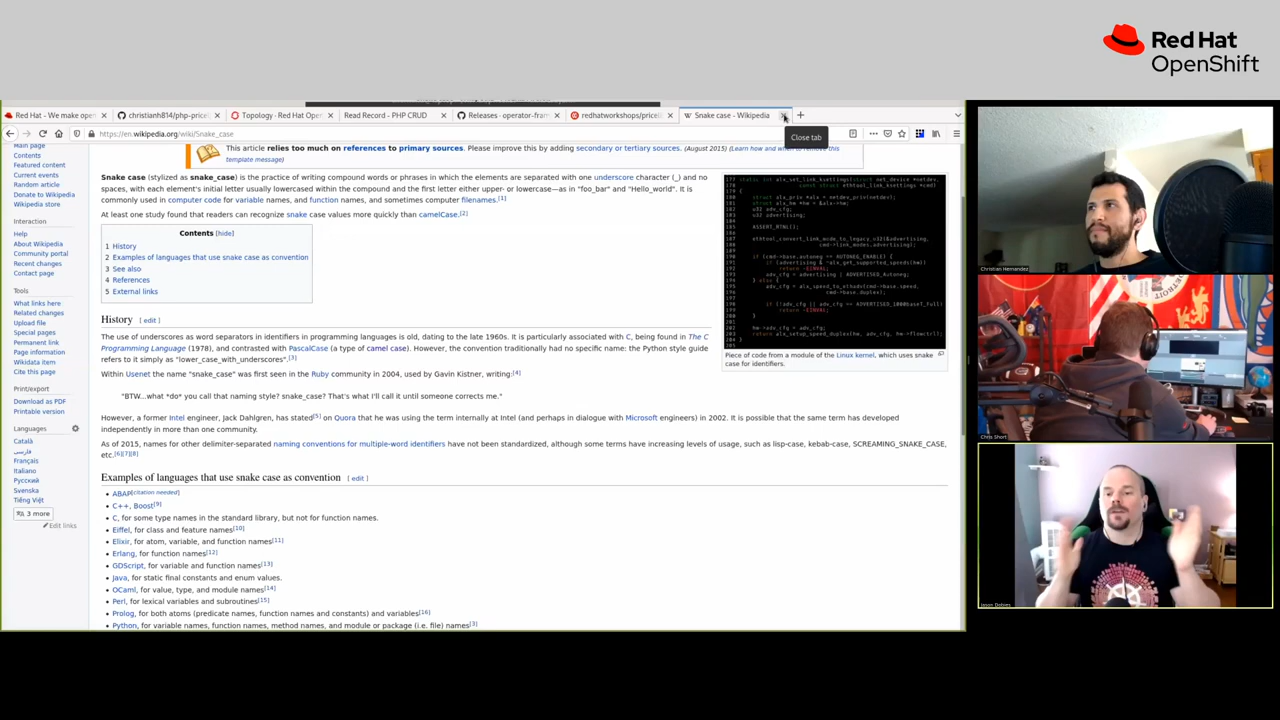 Red Hat
OpenShift
Red Hat - We make open
christianh814/php-price
Topology · Red Hat Open
Read Record - PHP CRUD
Releases · operator-fram
redhatworkshops/pricel
Snake case - Wikipedia
https://en.wikipedia.org/wiki/Snake_case
Close tab
Main page
Contents
Featured content
Current events
Random article
Donate to Wikipedia
Wikipedia store
Interaction
Help
About Wikipedia
Community portal
Recent changes
Contact page
Tools
What links here
Related changes
Upload file
Special pages
Permanent link
Page information
Wikidata item
Cite this page
Print/export
Download as PDF
Printable version
Languages
Català
فارسی
Français
Italiano
Русский
Svenska
Tiếng Việt
3 more
Edit links
This article relies too much on references to primary sources. Please improve this by adding secondary or tertiary sources. (August 2015) (Learn how and when to remove this
template message)
Snake case (stylized as snake_case) is the practice of writing compound words or phrases in which the elements are separated with one underscore character (_) and no
spaces, with each element's initial letter usually lowercased within the compound and the first letter either upper- or lowercase—as in "foo_bar" and "Hello_world". It is
commonly used in computer code for variable names, and function names, and sometimes computer filenames.[1]
At least one study found that readers can recognize snake case values more quickly than camelCase.[2]
Contents [hide]
1 History
2 Examples of languages that use snake case as convention
3 See also
4 References
5 External links
Piece of code from a module of the Linux kernel, which uses snake
case for identifiers.
History [ edit ]
The use of underscores as word separators in identifiers in programming languages is old, dating to the late 1960s. It is particularly associated with C, being found in The C
Programming Language (1978), and contrasted with PascalCase (a type of camel case). However, the convention traditionally had no specific name: the Python style guide
refers to it simply as "lower_case_with_underscores".[3]
Within Usenet the name "snake_case" was first seen in the Ruby community in 2004, used by Gavin Kistner, writing:[4]
"BTW...what *do* you call that naming style? snake_case? That's what I'll call it until someone corrects me."
However, a former Intel engineer, Jack Dahlgren, has stated[5] on Quora that he was using the term internally at Intel (and perhaps in dialogue with Microsoft engineers) in 2002. It is possible that the same term has developed
independently in more than one community.
As of 2015, names for other delimiter-separated naming conventions for multiple-word identifiers have not been standardized, although some terms have increasing levels of usage, such as lisp-case, kebab-case, SCREAMING_SNAKE_CASE,
etc.[6][7][8]
Examples of languages that use snake case as convention [ edit ]
• ABAP[citation needed]
• C++, Boost[9]
• C, for some type names in the standard library, but not for function names.
• Eiffel, for class and feature names[10]
• Elixir, for atom, variable, and function names[11]
• Erlang, for function names[12]
• GDScript, for variable and function names[13]
• Java, for static final constants and enum values.
• OCaml, for value, type, and module names[14]
• Perl, for lexical variables and subroutines[15]
• Prolog, for both atoms (predicate names, function names and constants) and variables[16]
• Python, for variable names, function names, method names, and module or package (i.e. file) names[3]
Christian Hernandez
Chris Short
Jason Dobies
DETROIT